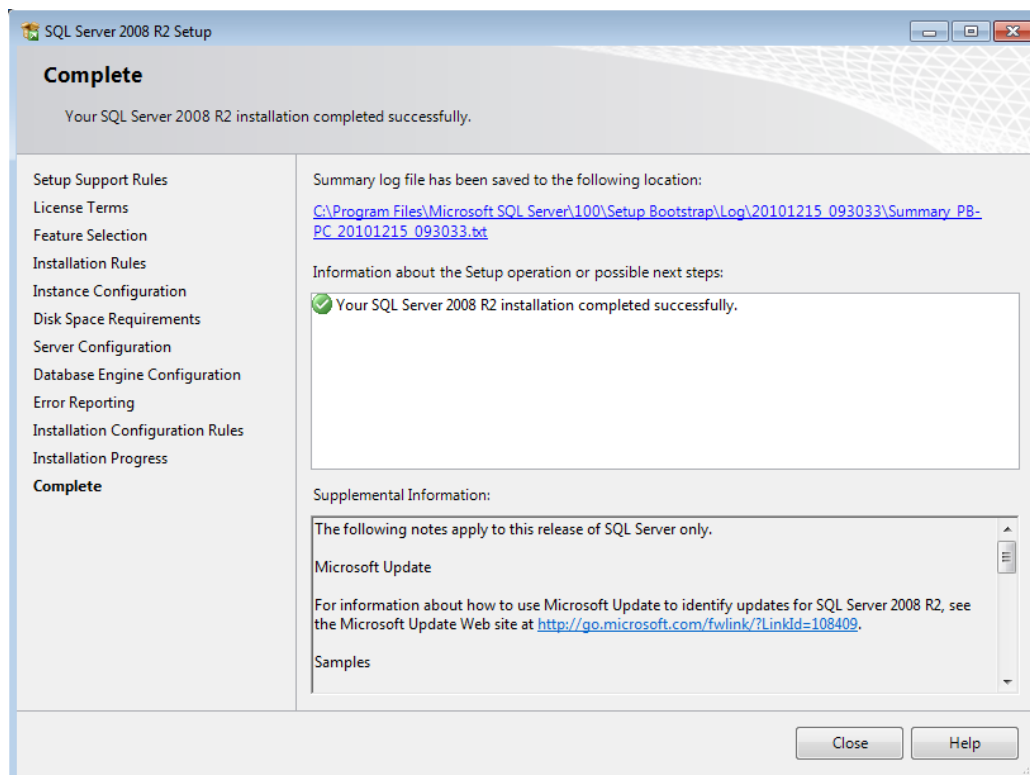 SQL Server 2008 R2 Setup
Complete
Your SQL Server 2008 R2 installation completed successfully.
Setup Support Rules
License Terms
Feature Selection
Installation Rules
Instance Configuration
Disk Space Requirements
Server Configuration
Database Engine Configuration
Error Reporting
Installation Configuration Rules
Installation Progress
Complete
Summary log file has been saved to the following location:
C:\Program Files\Microsoft SQL Server\100\Setup Bootstrap\Log\20101215_093033\Summary_PB-
PC_20101215_093033.txt
Information about the Setup operation or possible next steps:
Your SQL Server 2008 R2 installation completed successfully.
Supplemental Information:
The following notes apply to this release of SQL Server only.
Microsoft Update
For information about how to use Microsoft Update to identify updates for SQL Server 2008 R2, see
the Microsoft Update Web site at http://go.microsoft.com/fwlink/?LinkId=108409.
Samples
Close
Help